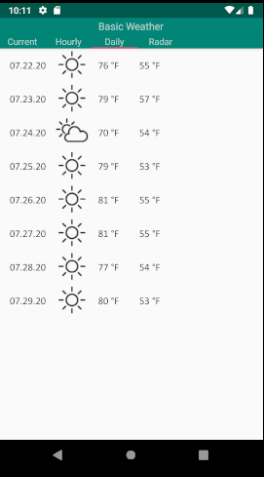 10:11
Basic Weather
Current Hourly Daily Radar
07.22.20 76 °F 55 °F
07.23.20 79 °F 57 °F
07.24.20 70 °F 54 °F
07.25.20 79 °F 53 °F
07.26.20 81 °F 55 °F
07.27.20 81 °F 55 °F
07.28.20 77 °F 54 °F
07.29.20 80 °F 53 °F